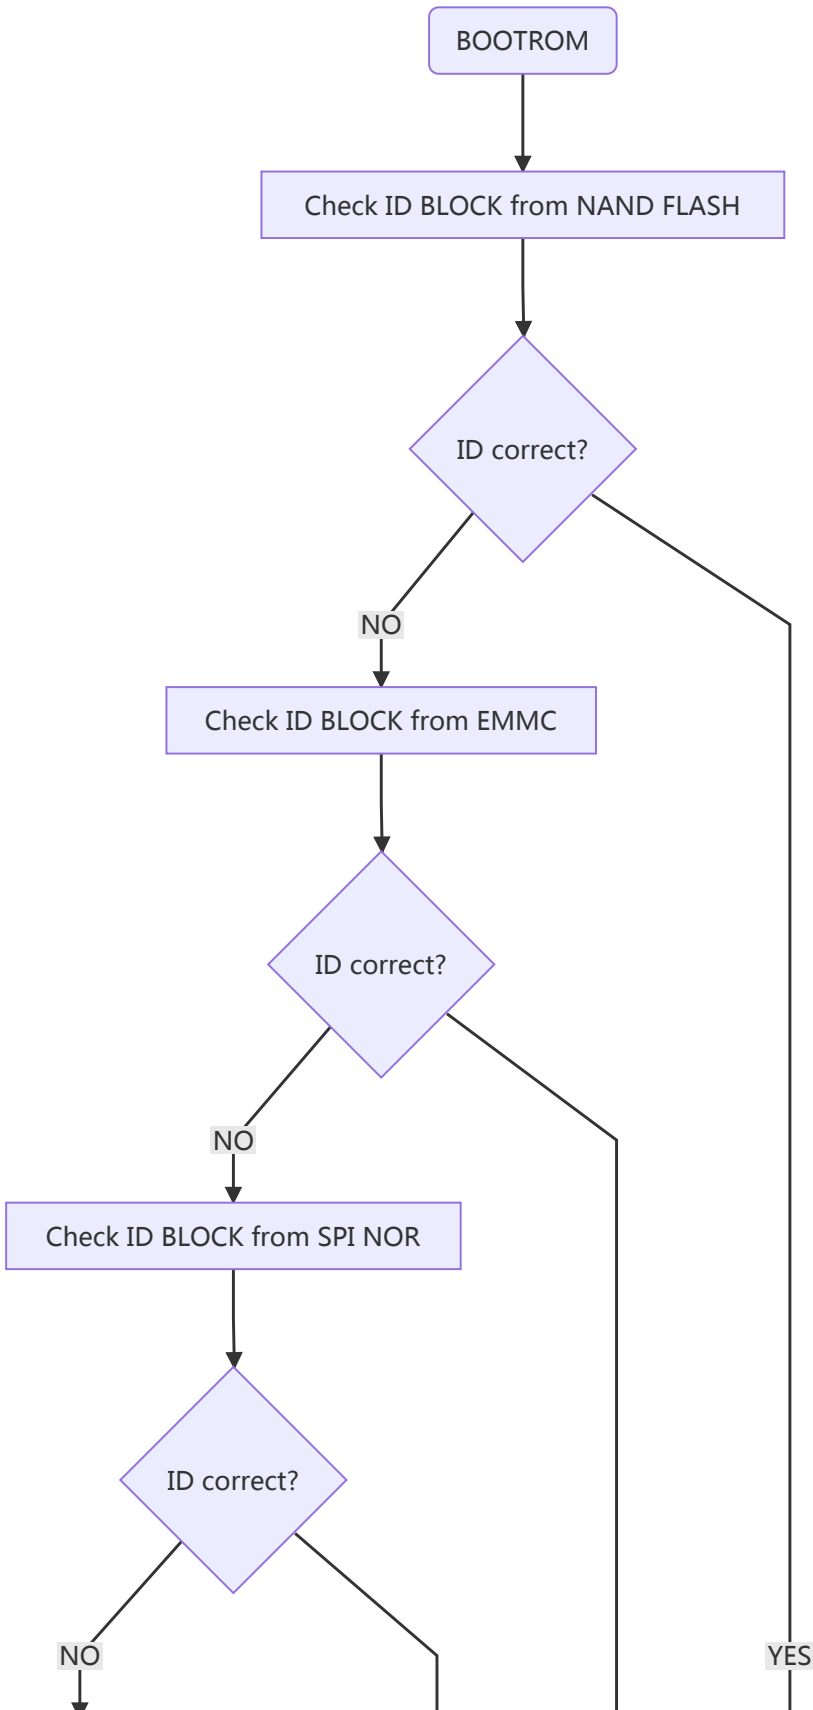 BOOTROM
Check ID BLOCK from NAND FLASH
ID correct?
NO
Check ID BLOCK from EMMC
ID correct?
NO
Check ID BLOCK from SPI NOR
ID correct?
NO
YES